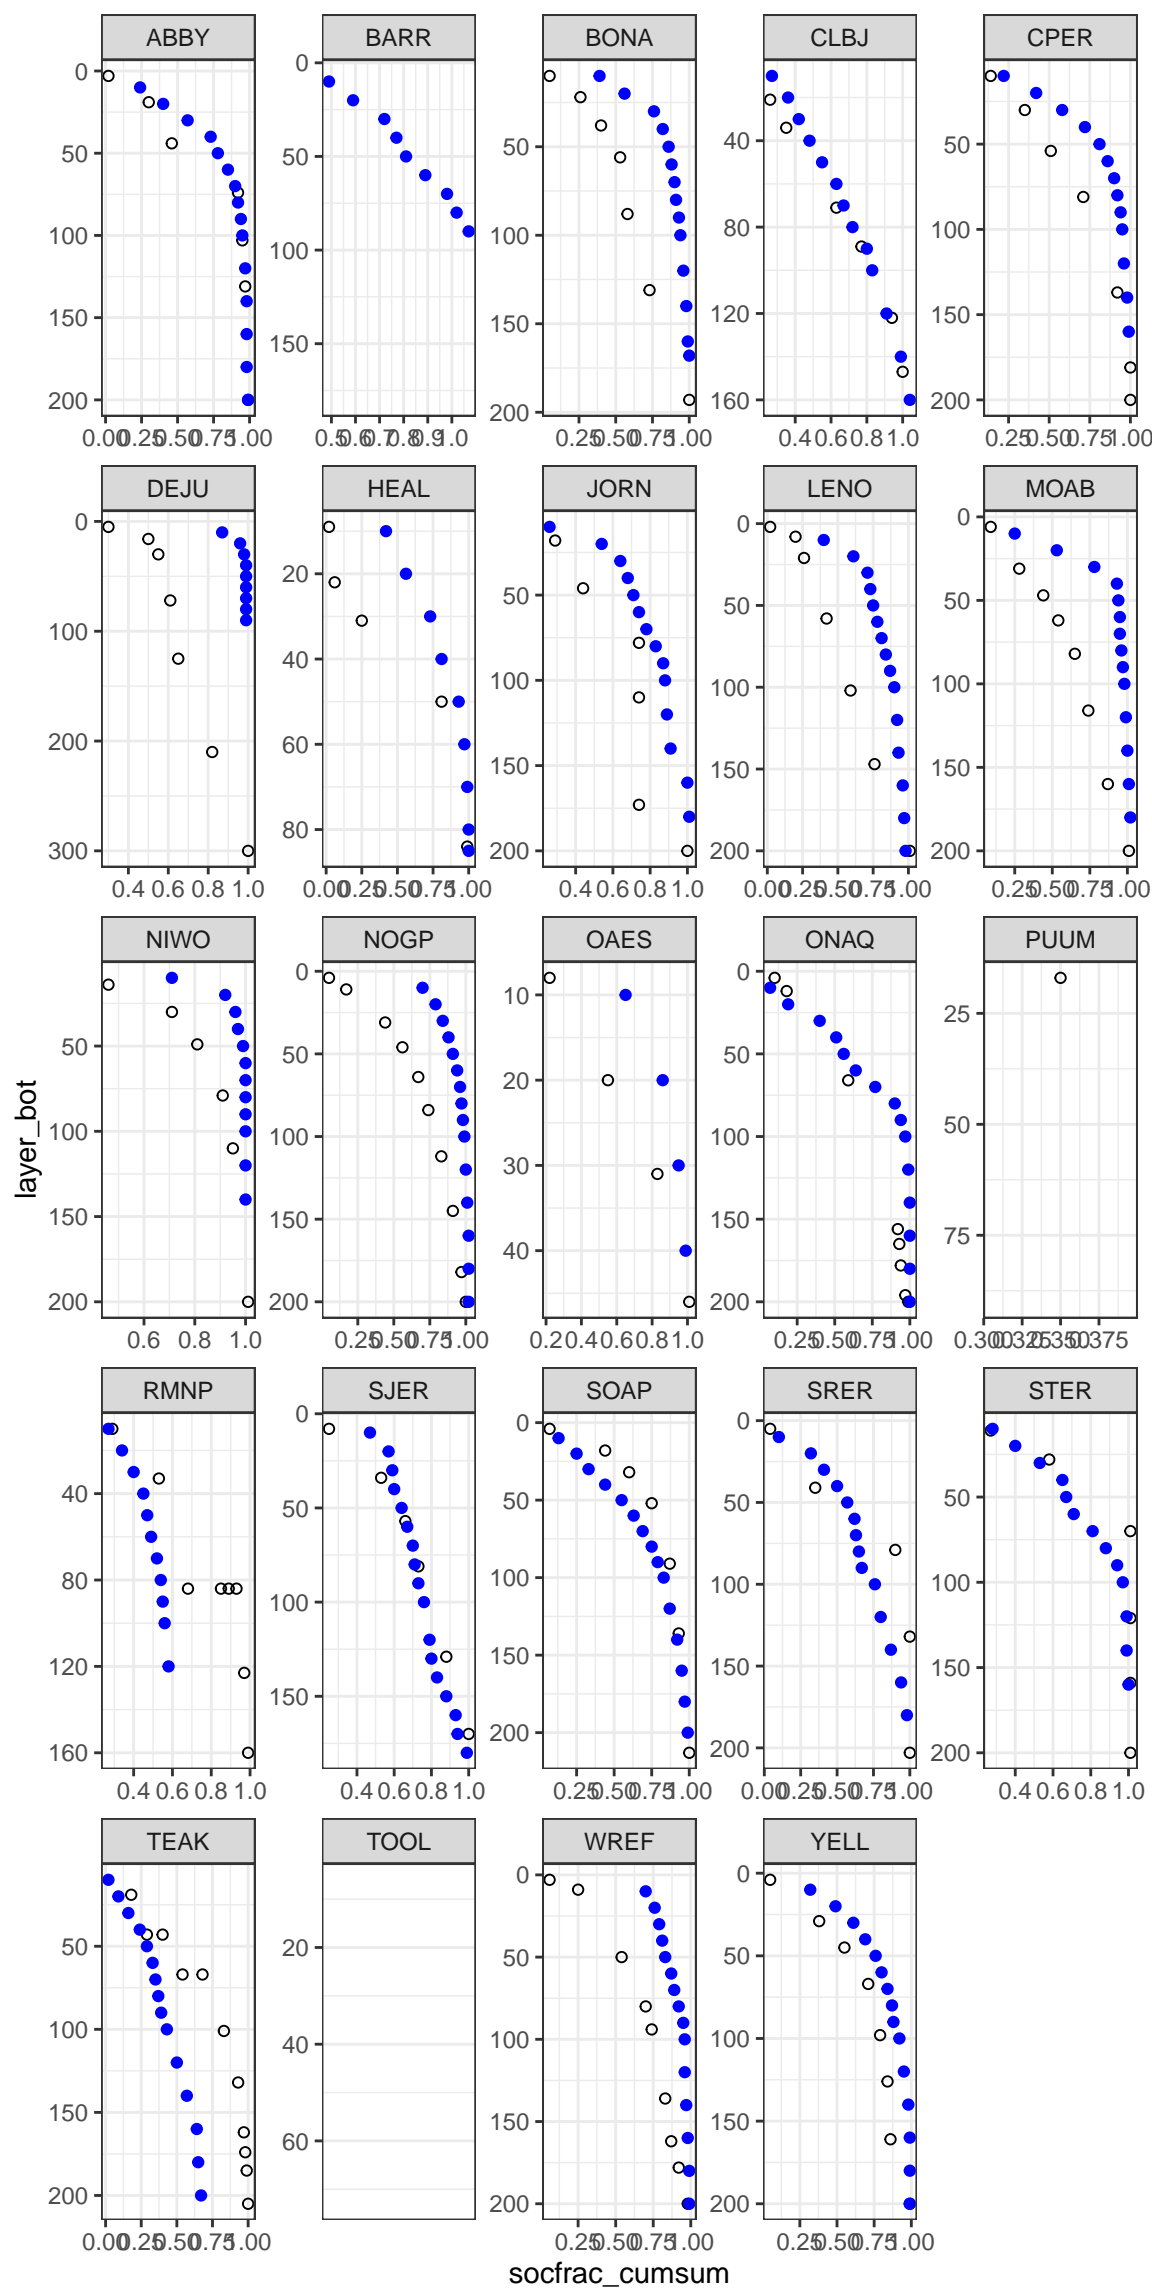 ABBY BARR BONA CLBJ CPER
0 50 100 150 200
0 50 100 150
50 100 150 200
40 80 120 160
50 100 150 200
0.00 0.25 0.50 0.75 1.00
0.5 0.6 0.7 0.8 0.9 1.0
0.25 0.50 0.75 1.00
0.4 0.6 0.8 1.0
0.25 0.50 0.75 1.00
DEJU HEAL JORN LENO MOAB
0 100 200 300
20 40 60 80
50 100 150 200
0 50 100 150 200
0 50 100 150 200
0.4 0.6 0.8 1.0
0.00 0.25 0.50 0.75 1.00
0.4 0.6 0.8 1.0
0.00 0.25 0.50 0.75 1.00
0.25 0.50 0.75 1.00
NIWO NOGP OAES ONAQ PUUM
0 50 100 150 200
0 50 100 150 200
10 20 30 40
0 50 100 150 200
25 50 75
0.6 0.8 1.0
0.25 0.50 0.75 1.00
0.2 0.4 0.6 0.8 1.0
0.25 0.50 0.75 1.00
0.300 0.325 0.350 0.375
layer_bot
RMNP SJER SOAP SRER STER
40 80 120 160
0 50 100 150
0 50 100 150 200
0 50 100 150 200
50 100 150 200
0.4 0.6 0.8 1.0
0.4 0.6 0.8 1.0
0.25 0.50 0.75 1.00
0.00 0.25 0.50 0.75 1.00
0.4 0.6 0.8 1.0
TEAK TOOL WREF YELL
50 100 150 200
20 40 60
0 50 100 150 200
0 50 100 150 200
0.00 0.25 0.50 0.75 1.00
0.25 0.50 0.75 1.00
0.25 0.50 0.75 1.00
socfrac_cumsum